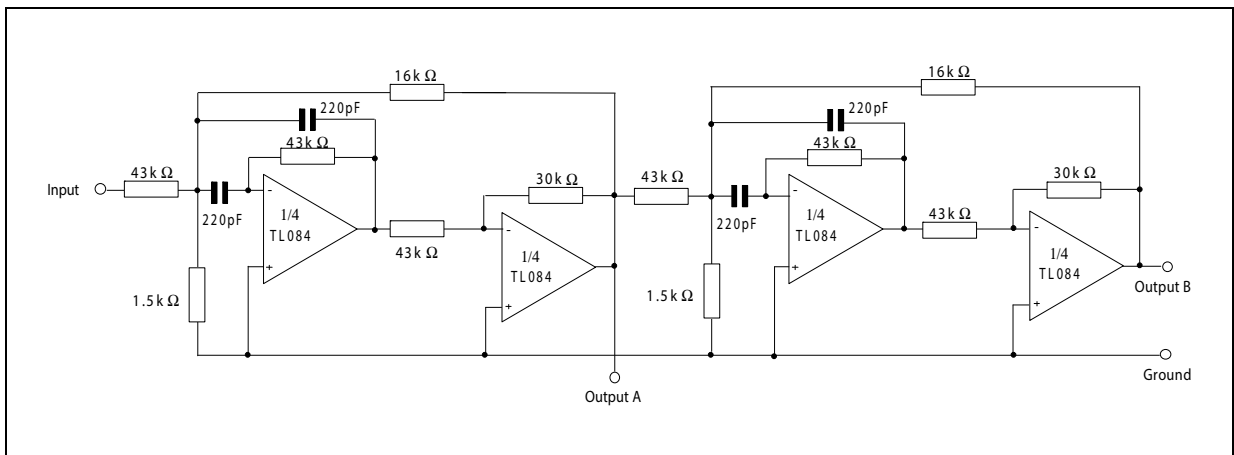 16k Ω
16k Ω
220pF
220pF
43k Ω
43k Ω
43k Ω
30k Ω
43k Ω
30k Ω
Input
-
-
220pF
1/4
TL084
-
220pF
1/4
TL084
43k Ω
-
43k Ω
1/4
TL084
1/4
TL084
+
+
Output B
1.5k Ω
1.5k Ω
+
+
Ground
Output A